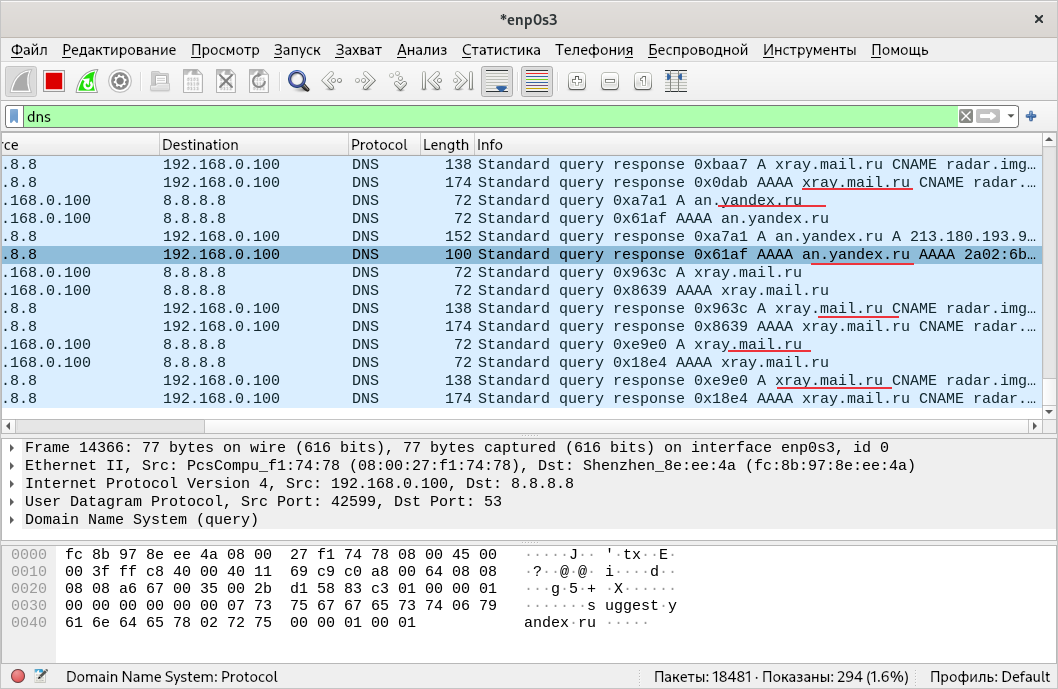 *enp0s3
Файл Редактирование Просмотр Запуск Захват Анализ Статистика Телефония Беспроводной Инструменты Помощь
dns
ce Destination Protocol Length Info
.8.8 192.168.0.100 DNS 138 Standard query response 0xbaa7 A xray.mail.ru CNAME radar.img…
.8.8 192.168.0.100 DNS 174 Standard query response 0x0dab AAAA xray.mail.ru CNAME radar.…
.168.0.100 8.8.8.8 DNS 72 Standard query 0xa7a1 A an.yandex.ru
.168.0.100 8.8.8.8 DNS 72 Standard query 0x61af AAAA an.yandex.ru
.8.8 192.168.0.100 DNS 152 Standard query response 0xa7a1 A an.yandex.ru A 213.180.193.9…
.8.8 192.168.0.100 DNS 100 Standard query response 0x61af AAAA an.yandex.ru AAAA 2a02:6b…
.168.0.100 8.8.8.8 DNS 72 Standard query 0x963c A xray.mail.ru
.168.0.100 8.8.8.8 DNS 72 Standard query 0x8639 AAAA xray.mail.ru
.8.8 192.168.0.100 DNS 138 Standard query response 0x963c A xray.mail.ru CNAME radar.img…
.8.8 192.168.0.100 DNS 174 Standard query response 0x8639 AAAA xray.mail.ru CNAME radar.…
.168.0.100 8.8.8.8 DNS 72 Standard query 0xe9e0 A xray.mail.ru
.168.0.100 8.8.8.8 DNS 72 Standard query 0x18e4 AAAA xray.mail.ru
.8.8 192.168.0.100 DNS 138 Standard query response 0xe9e0 A xray.mail.ru CNAME radar.img…
.8.8 192.168.0.100 DNS 174 Standard query response 0x18e4 AAAA xray.mail.ru CNAME radar.…
Frame 14366: 77 bytes on wire (616 bits), 77 bytes captured (616 bits) on interface enp0s3, id 0
Ethernet II, Src: PcsCompu_f1:74:78 (08:00:27:f1:74:78), Dst: Shenzhen_8e:ee:4a (fc:8b:97:8e:ee:4a)
Internet Protocol Version 4, Src: 192.168.0.100, Dst: 8.8.8.8
User Datagram Protocol, Src Port: 42599, Dst Port: 53
Domain Name System (query)
0000 fc 8b 97 8e ee 4a 08 00 27 f1 74 78 08 00 45 00 ·····J·· '·tx··E·
0010 00 3f ff c8 40 00 40 11 69 c9 c0 a8 00 64 08 08 ·?··@·@· i····d··
0020 08 08 a6 67 00 35 00 2b d1 58 83 c3 01 00 00 01 ···g·5·+ ·X······
0030 00 00 00 00 00 00 07 73 75 67 67 65 73 74 06 79 ·······s uggest·y
0040 61 6e 64 65 78 02 72 75 00 00 01 00 01 andex·ru ·····
Domain Name System: Protocol Пакеты: 18481 · Показаны: 294 (1.6%) Профиль: Default